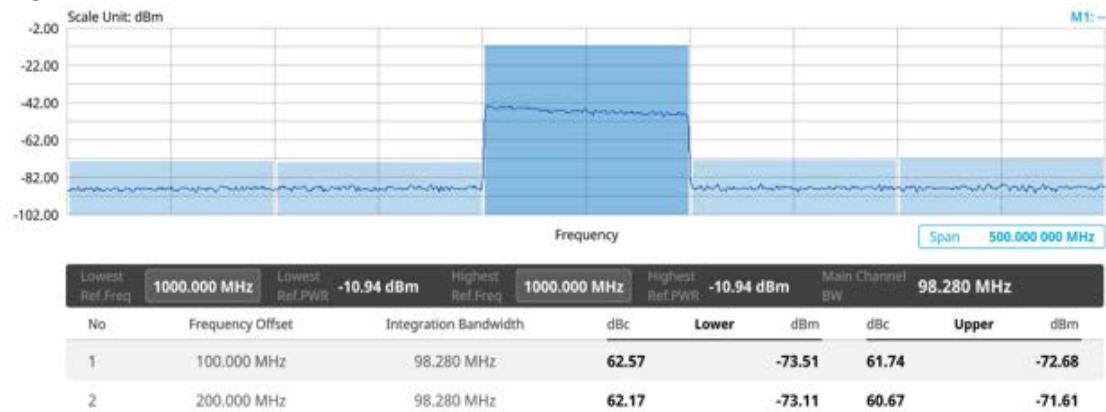 Scale Unit: dBm M1: --
-2.00
-22.00
-42.00
-62.00
-82.00
-102.00
Frequency
Span 500.000 000 MHz
Lowest Ref.Freq 1000.000 MHz Lowest Ref.PWR -10.94 dBm Highest Ref.Freq 1000.000 MHz Highest Ref.PWR -10.94 dBm Main Channel BW 98.280 MHz
No Frequency Offset Integration Bandwidth dBc Lower dBm dBc Upper dBm
1 100.000 MHz 98.280 MHz 62.57 -73.51 61.74 -72.68
2 200.000 MHz 98.280 MHz 62.17 -73.11 60.67 -71.61